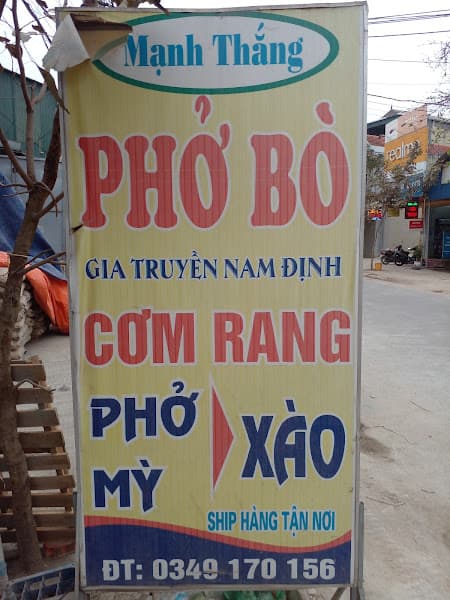 Mạnh Thắng
PHỞ BÒ
GIA TRUYỀN NAM ĐỊNH
CƠM RANG
PHỞ
MỲ
XÀO
SHIP HÀNG TẬN NƠI
ĐT: 0349 170 156
realme